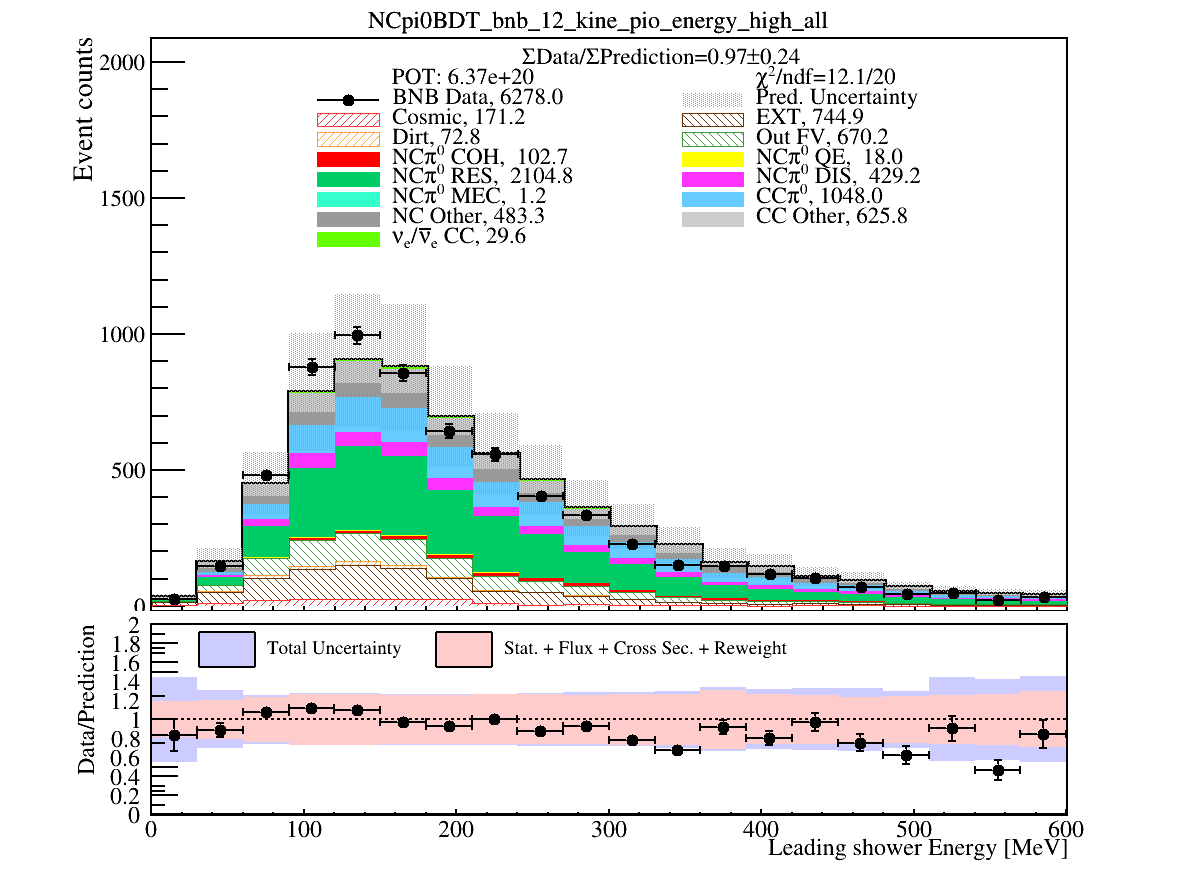 NCpi0BDT_bnb_12_kine_pio_energy_high_all
ΣData/ΣPrediction=0.97±0.24
POT: 6.37e+20
χ²/ndf=12.1/20
BNB Data, 6278.0
Pred. Uncertainty
Cosmic, 171.2
EXT, 744.9
Dirt, 72.8
Out FV, 670.2
NCπ⁰ COH, 102.7
NCπ⁰ QE, 18.0
NCπ⁰ RES, 2104.8
NCπ⁰ DIS, 429.2
NCπ⁰ MEC, 1.2
CCπ⁰, 1048.0
NC Other, 483.3
CC Other, 625.8
νₑ/ν̅ₑ CC, 29.6
Event counts
2000
1500
1000
500
0
Total Uncertainty
Stat. + Flux + Cross Sec. + Reweight
Data/Prediction
2
1.8
1.6
1.4
1.2
1
0.8
0.6
0.4
0.2
0
0 100 200 300 400 500 600
Leading shower Energy [MeV]